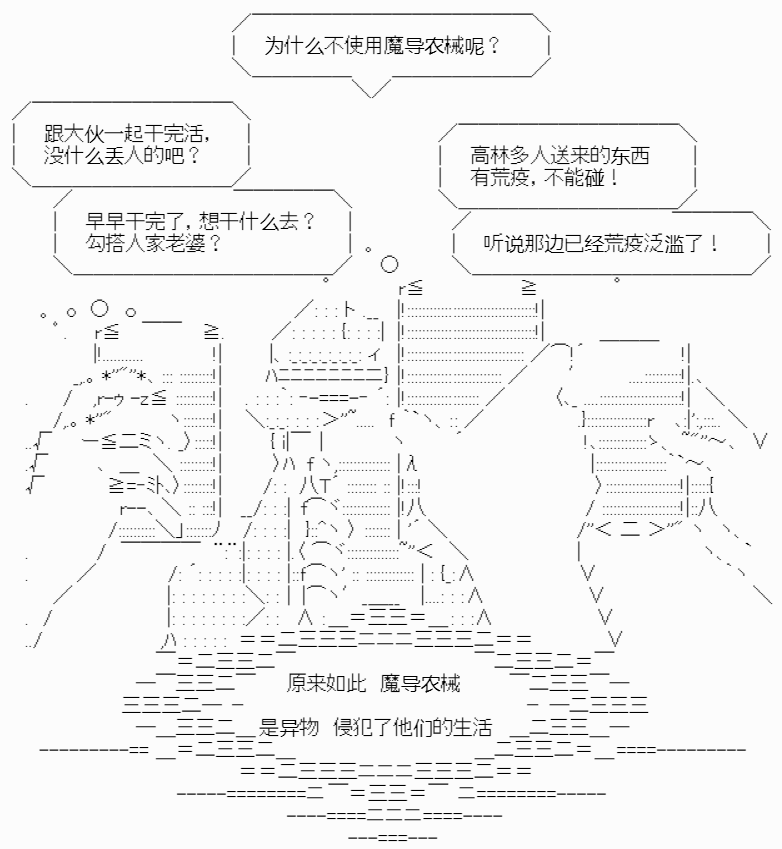 为什么不使用魔导农械呢？
跟大伙一起干完活，
没什么丢人的吧？
高林多人送来的东西
有荒疫，不能碰！
早早干完了，想干什么去？
勾搭人家老婆？
听说那边已经荒疫泛滥了！
原来如此 魔导农械
是异物 侵犯了他们的生活